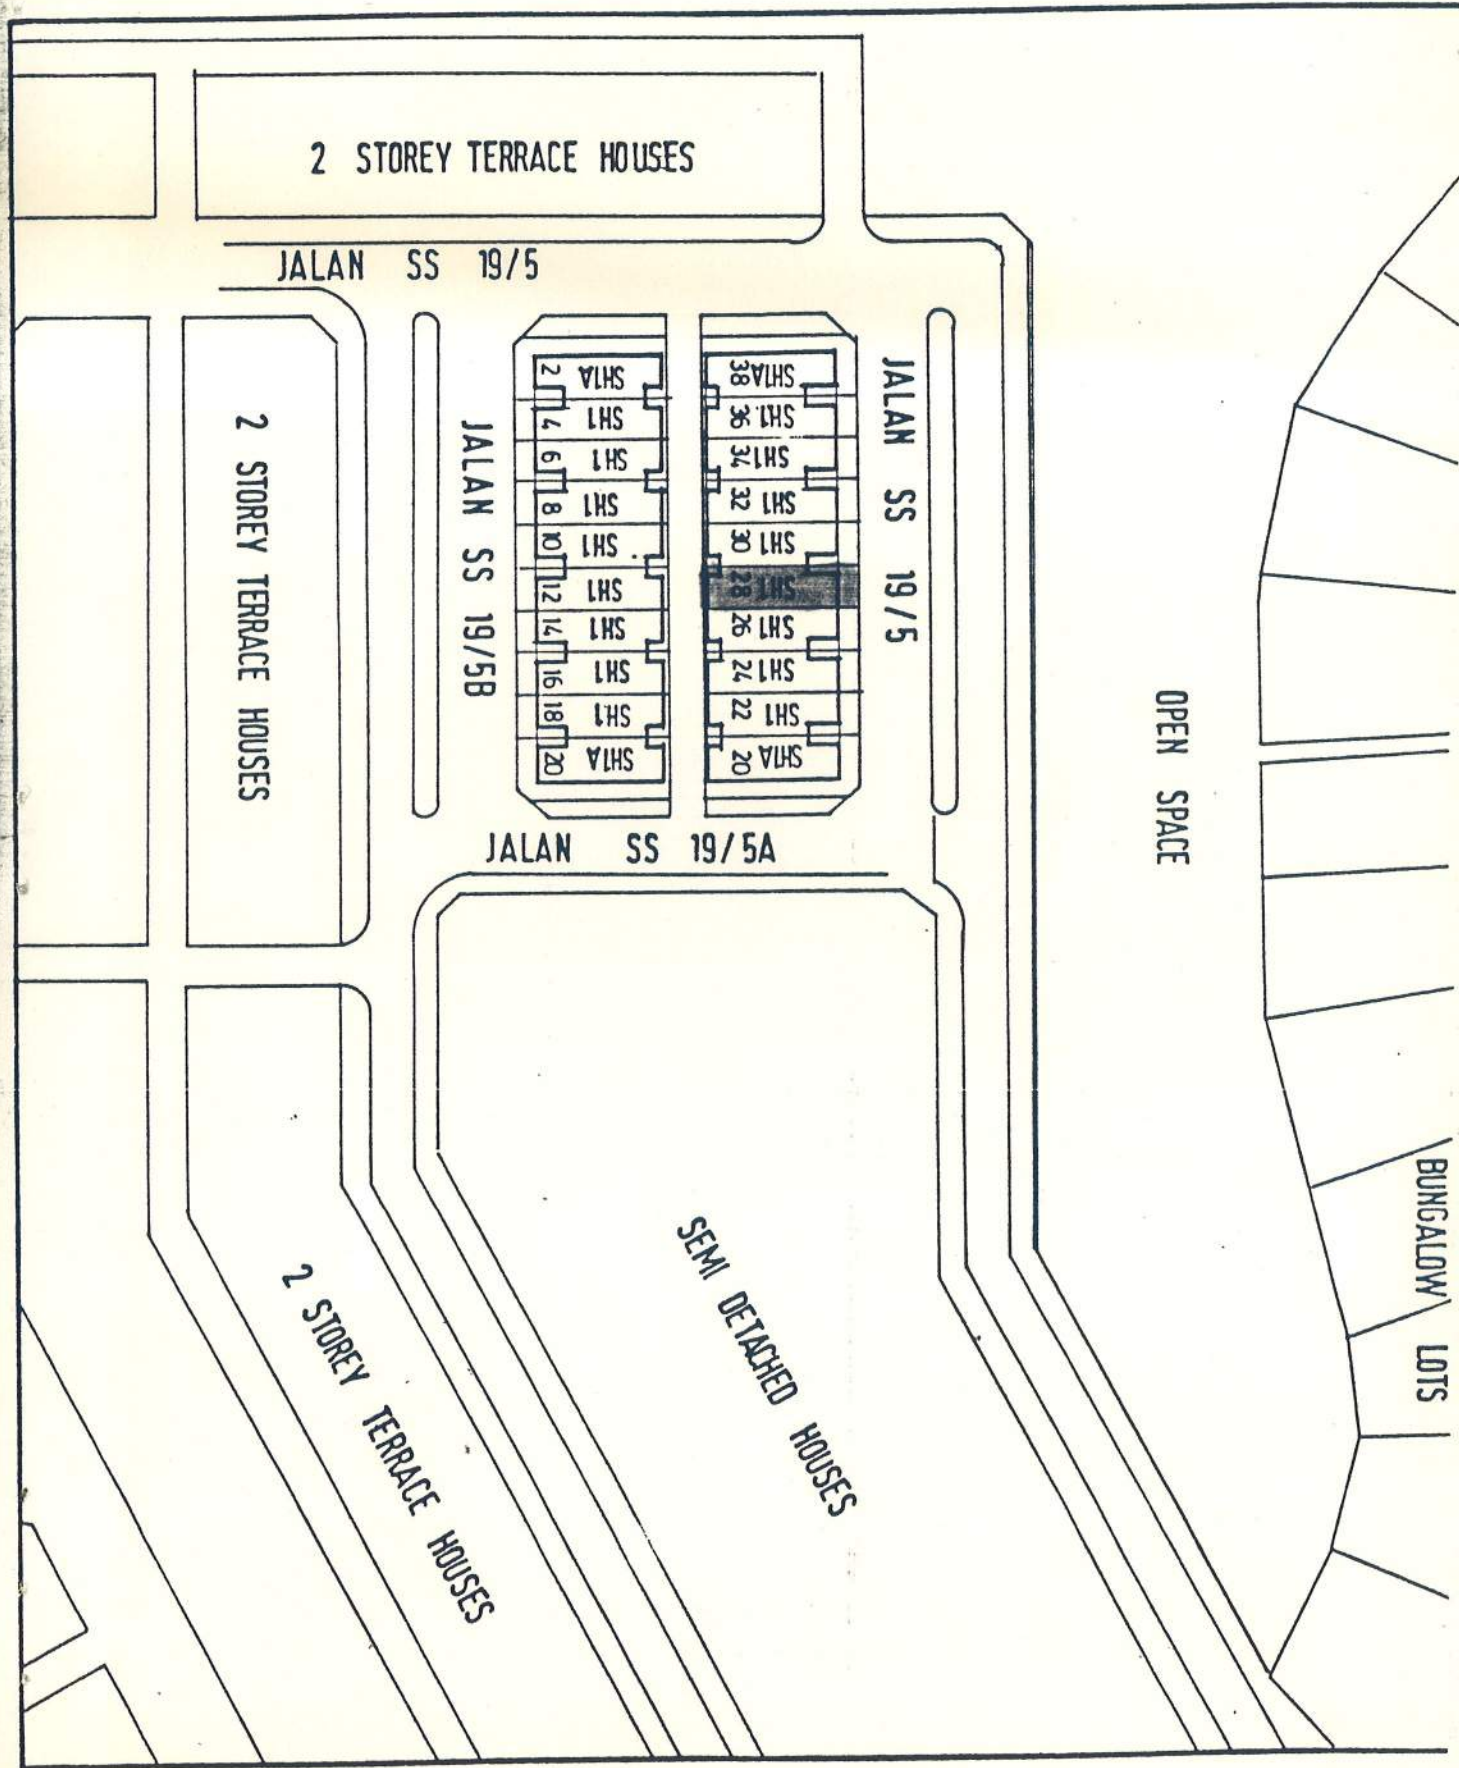 2 STOREY TERRACE HOUSES
JALAN SS 19/5
2 STOREY TERRACE HOUSES
JALAN SS 19/5B
2 SH1A
4 SH1
6 SH1
8 SH1
10 SH1
12 SH1
14 SH1
16 SH1
18 SH1
20 SH1A
38 SH1A
36 SH1
34 SH1
32 SH1
30 SH1
28 SH1
26 SH1
24 SH1
22 SH1
20 SH1A
JALAN SS 19/5
OPEN SPACE
JALAN SS 19/5A
SEMI DETACHED HOUSES
2 STOREY TERRACE HOUSES
BUNGALOW LOTS